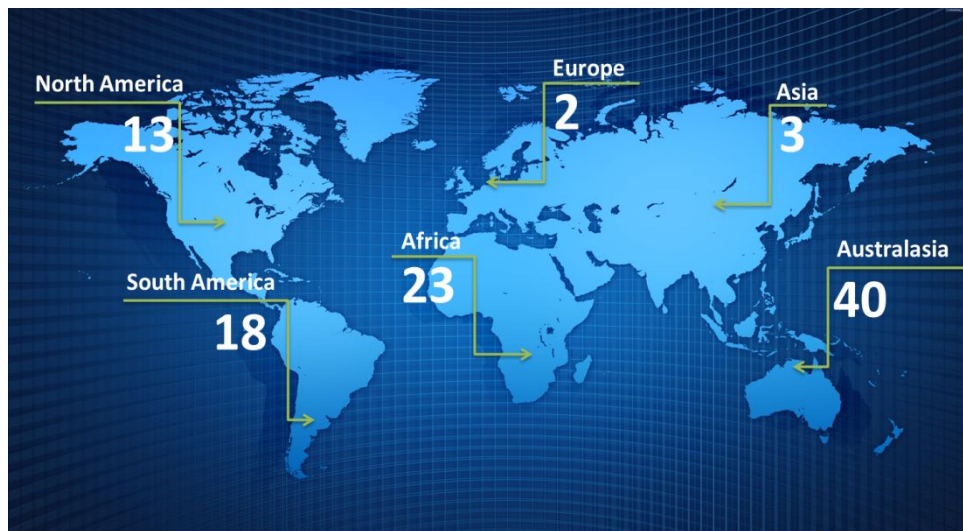 North America
13
Europe
2
Asia
3
Africa
23
Australasia
40
South America
18